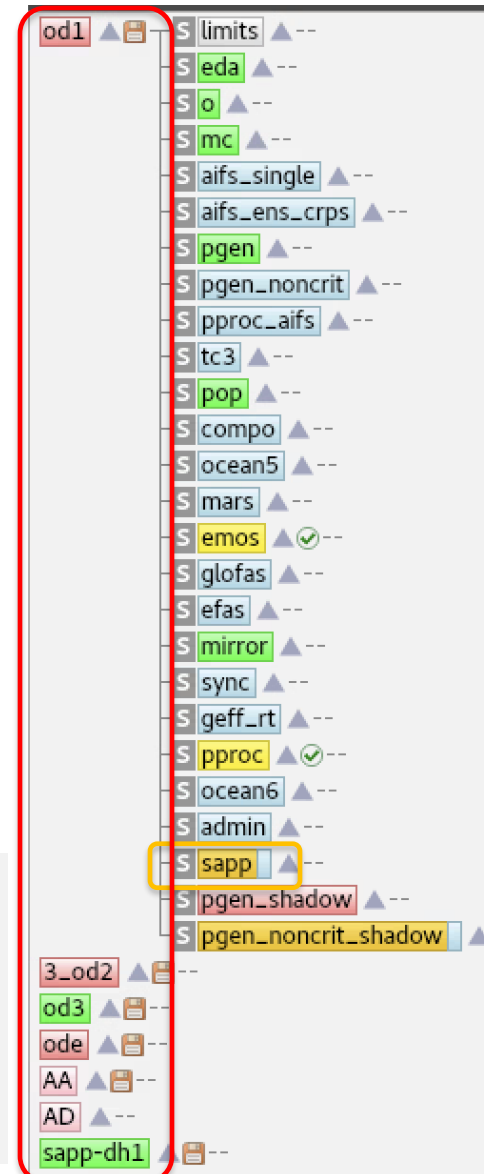 od1 S limits --
S eda --
S o --
S mc --
S aifs_single --
S aifs_ens_crps --
S pgen --
S pgen_noncrit --
S pproc_aifs --
S tc3 --
S pop --
S compo --
S ocean5 --
S mars --
S emos --
S glofas --
S efas --
S mirror --
S sync --
S geff_rt --
S pproc --
S ocean6 --
S admin --
S sapp --
S pgen_shadow --
S pgen_noncrit_shadow
3_od2 --
od3 --
ode --
AA --
AD --
sapp-dh1 --